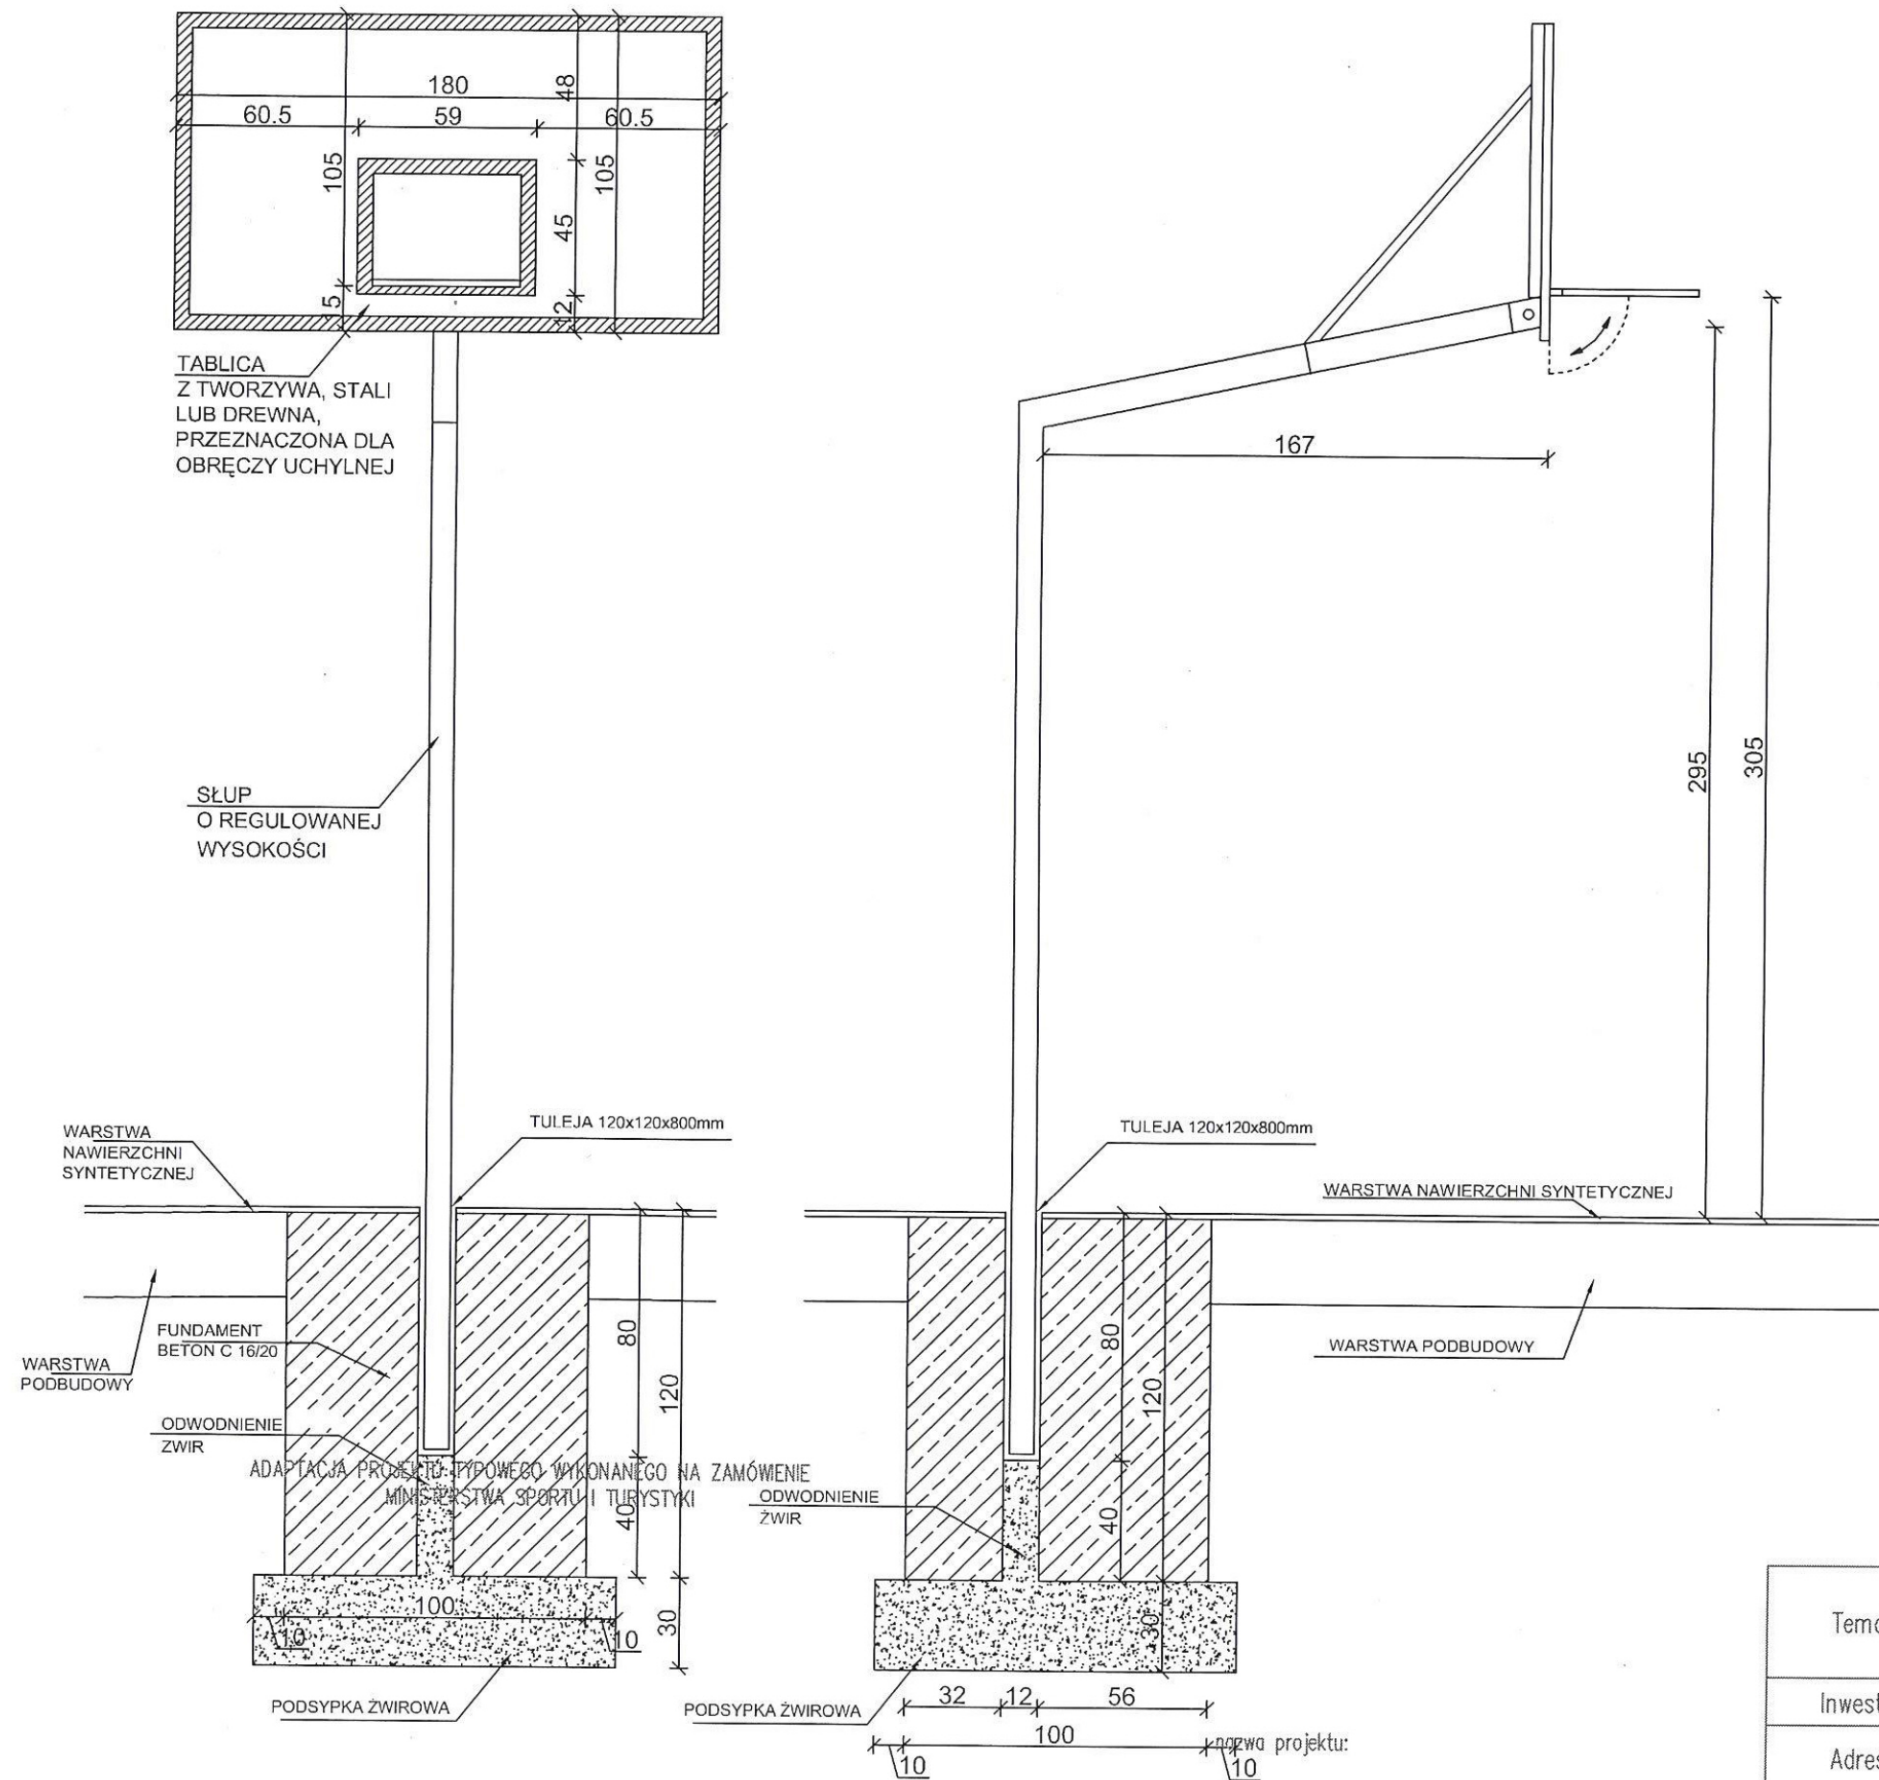 180
48
60.5
59
60.5
105
105
45
15
12
TABLICA
Z TWORZYWA, STALI
LUB DREWNA,
PRZEZNACZONA DLA
OBRĘCZY UCHYLNEJ
167
295
305
SŁUP
O REGULOWANEJ
WYSOKOŚCI
WARSTWA
NAWIERZCHNI
SYNTETYCZNEJ
TULEJA 120x120x800mm
TULEJA 120x120x800mm
WARSTWA NAWIERZCHNI SYNTETYCZNEJ
FUNDAMENT
BETON C 16/20
WARSTWA
PODBUDOWY
80
120
80
120
WARSTWA PODBUDOWY
ODWODNIENIE
ZWIR
ADAPTACJA PROJEKTU TYPOWEGO WYKONANEGO NA ZAMÓWIENIE
MINISTERSTWA SPORTU I TURYSTYKI
40
ODWODNIENIE
ŻWIR
40
100
10
10
30
30
PODSYPKA ŻWIROWA
PODSYPKA ŻWIROWA
32
12
56
100
10
10
nazwa projektu:
Inwest
Adres